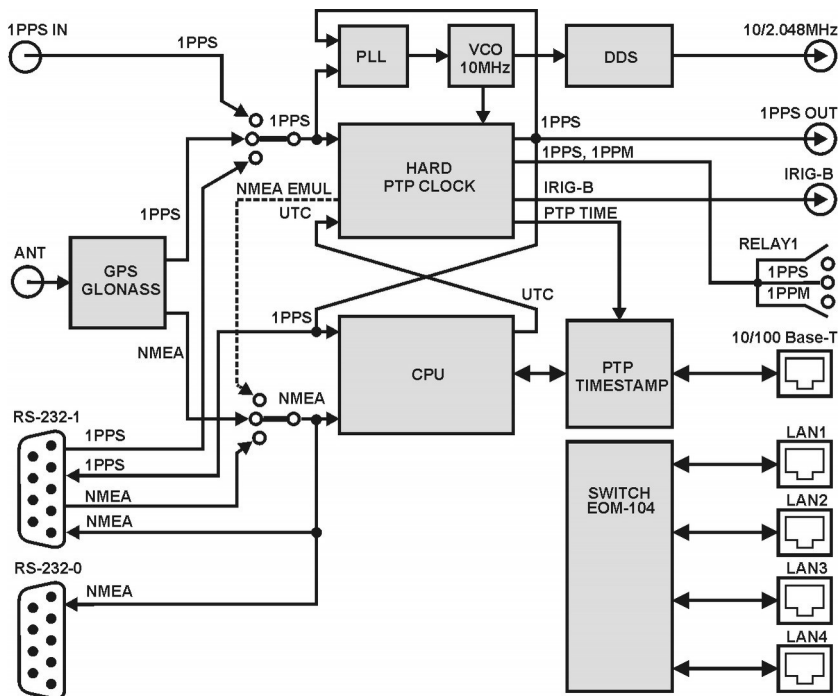 1PPS IN
1PPS
PLL
VCO
10MHz
DDS
10/2.048MHz
1PPS
1PPS
1PPS OUT
HARD
PTP CLOCK
1PPS, 1PPM
NMEA EMUL
IRIG-B
IRIG-B
1PPS
UTC
PTP TIME
ANT
GPS
GLONASS
RELAY1
1PPS
1PPM
UTC
1PPS
NMEA
CPU
PTP
TIMESTAMP
10/100 Base-T
NMEA
RS-232-1
1PPS
1PPS
NMEA
NMEA
SWITCH
EOM-104
LAN1
LAN2
LAN3
LAN4
RS-232-0
NMEA